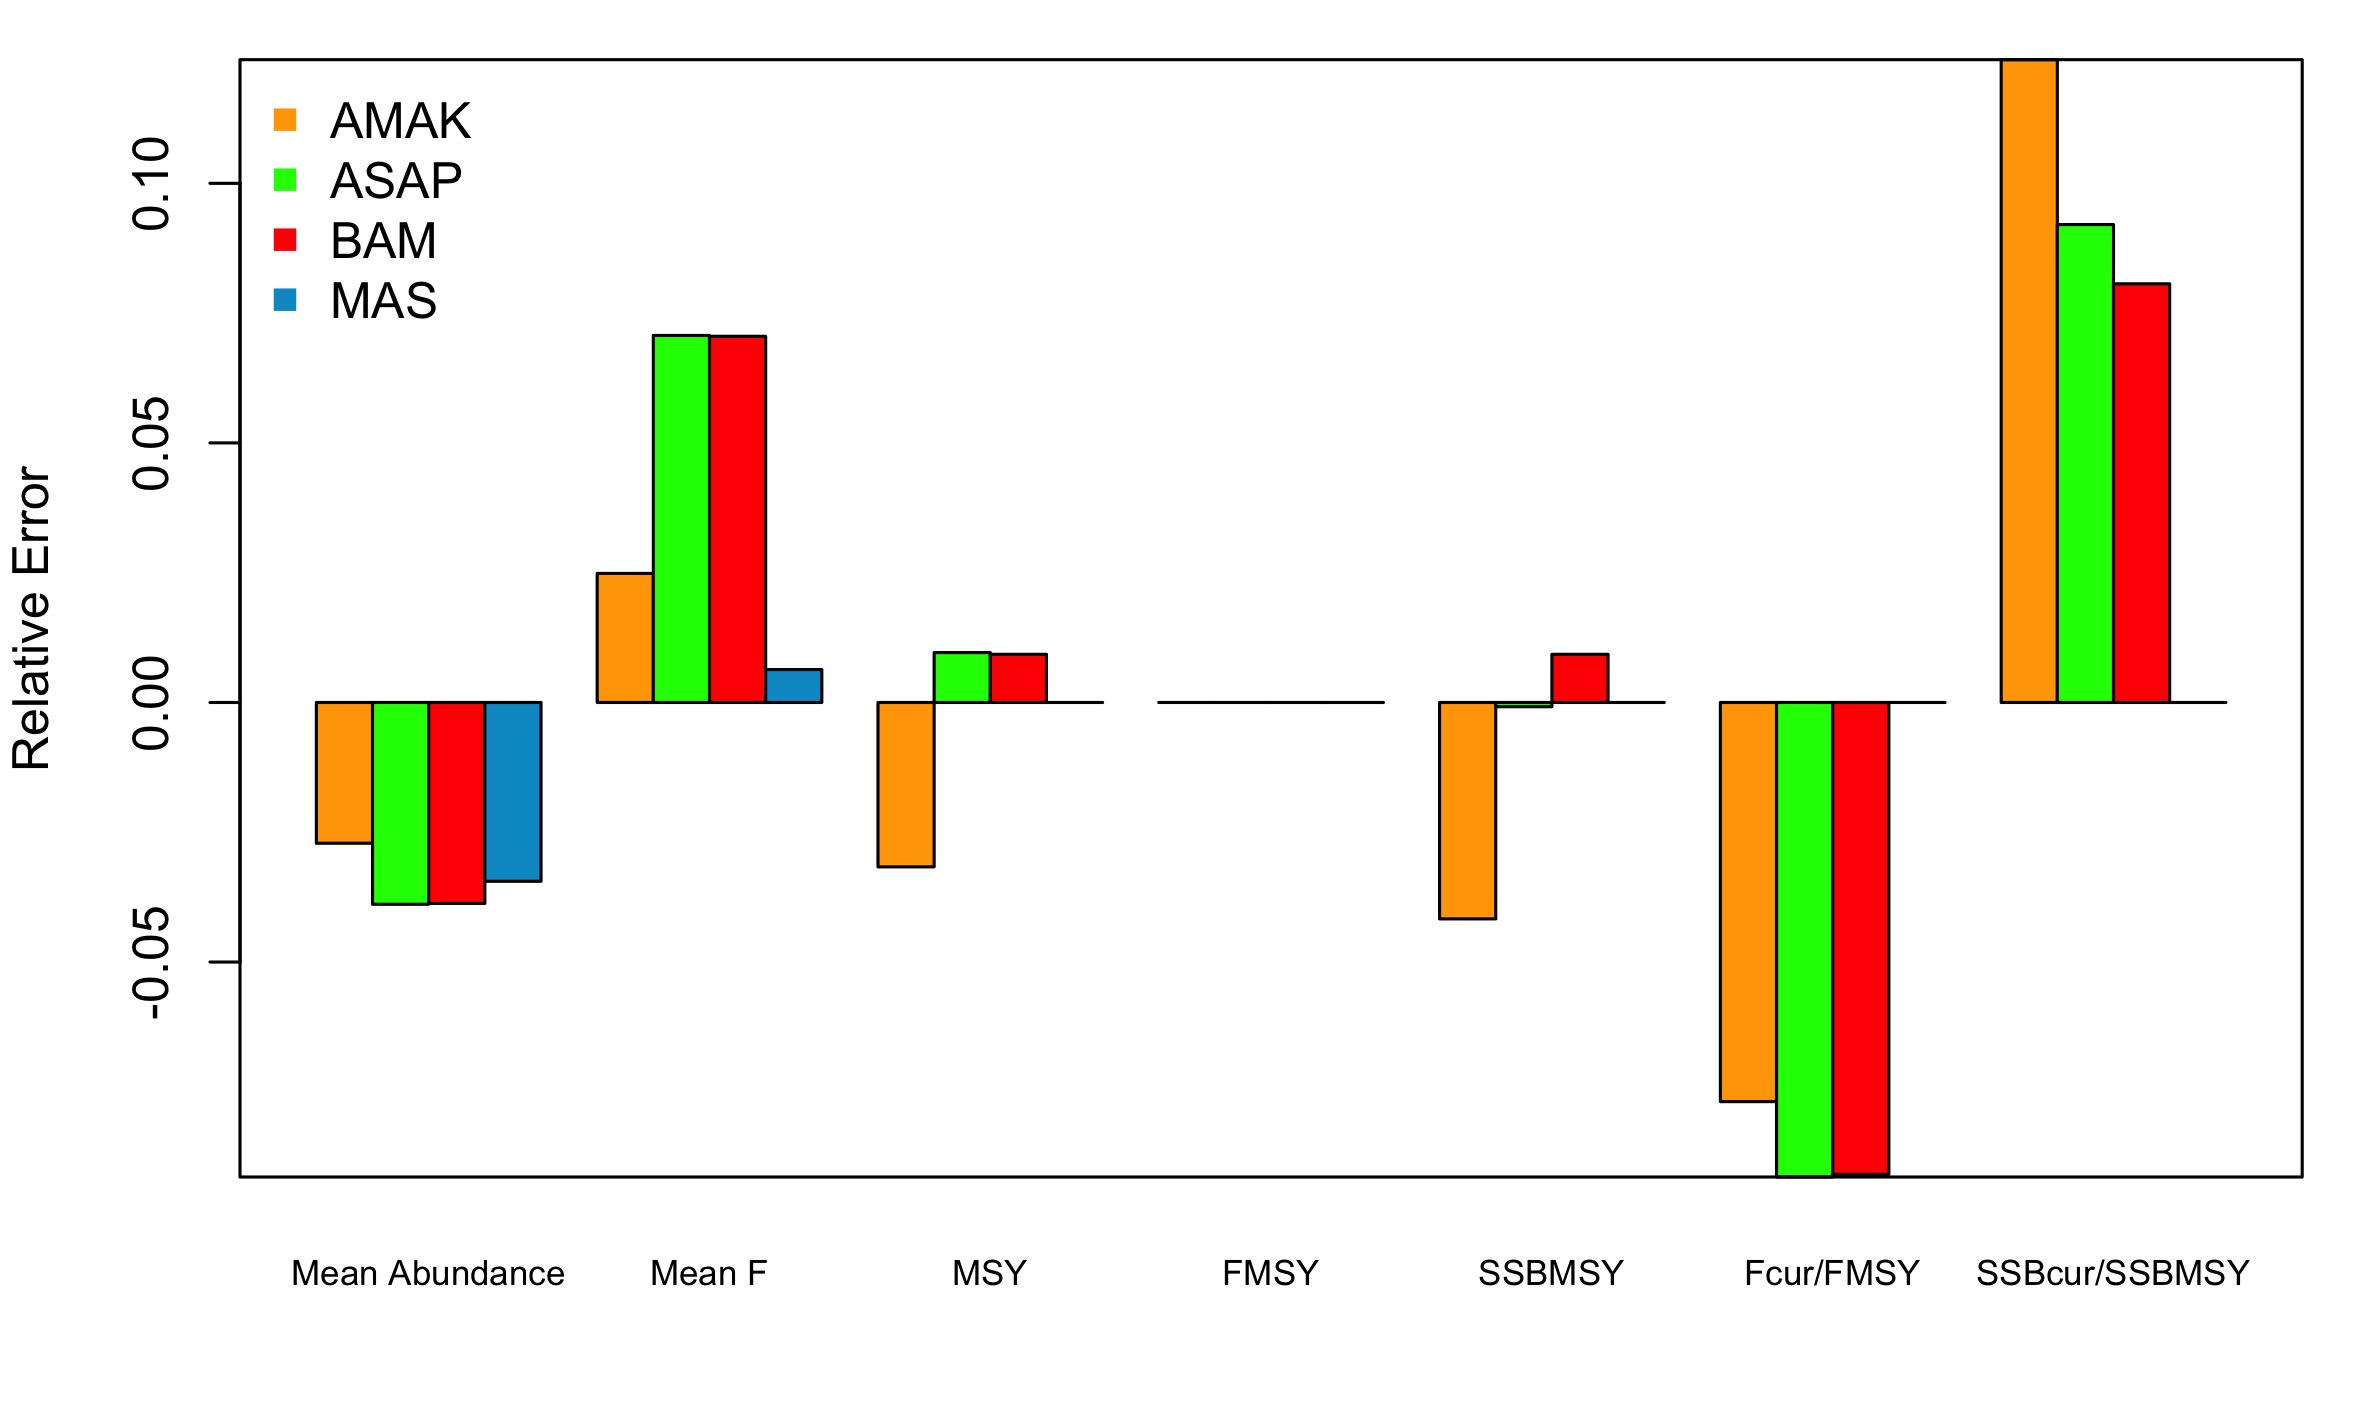 AMAK
ASAP
BAM
MAS
Relative Error
0.10
0.05
0.00
-0.05
Mean Abundance
Mean F
MSY
FMSY
SSBMSY
Fcur/FMSY
SSBcur/SSBMSY